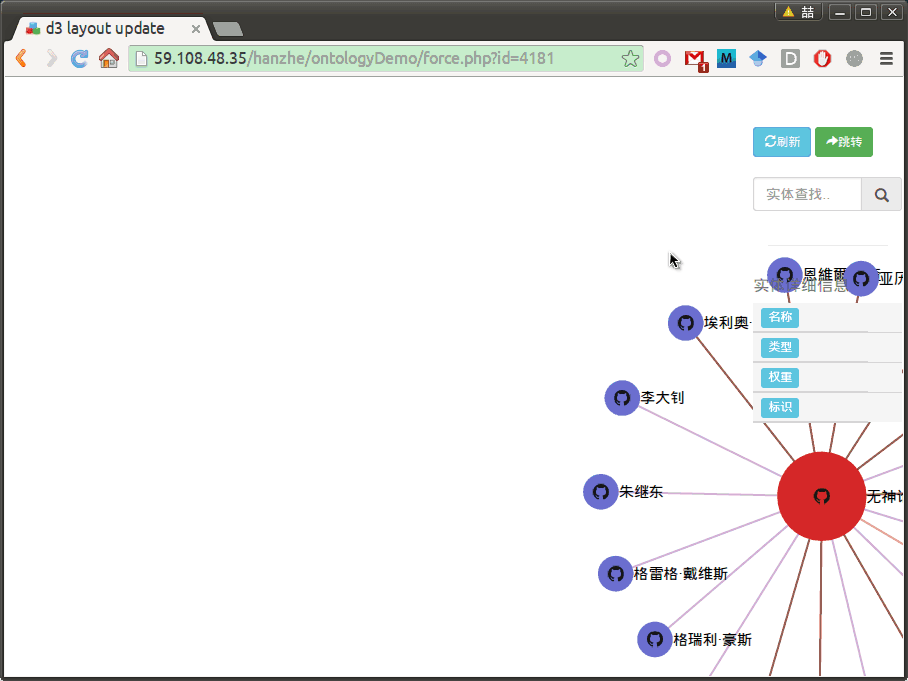 喆
d3 layout update
59.108.48.35/hanzhe/ontologyDemo/force.php?id=4181
M
D
1
刷新
跳转
实体查找..
恩维爾
亚历
实体详细信息
名称
埃利奥·
类型
权重
李大钊
标识
朱继东
无神论
格雷格·戴维斯
格瑞利·豪斯